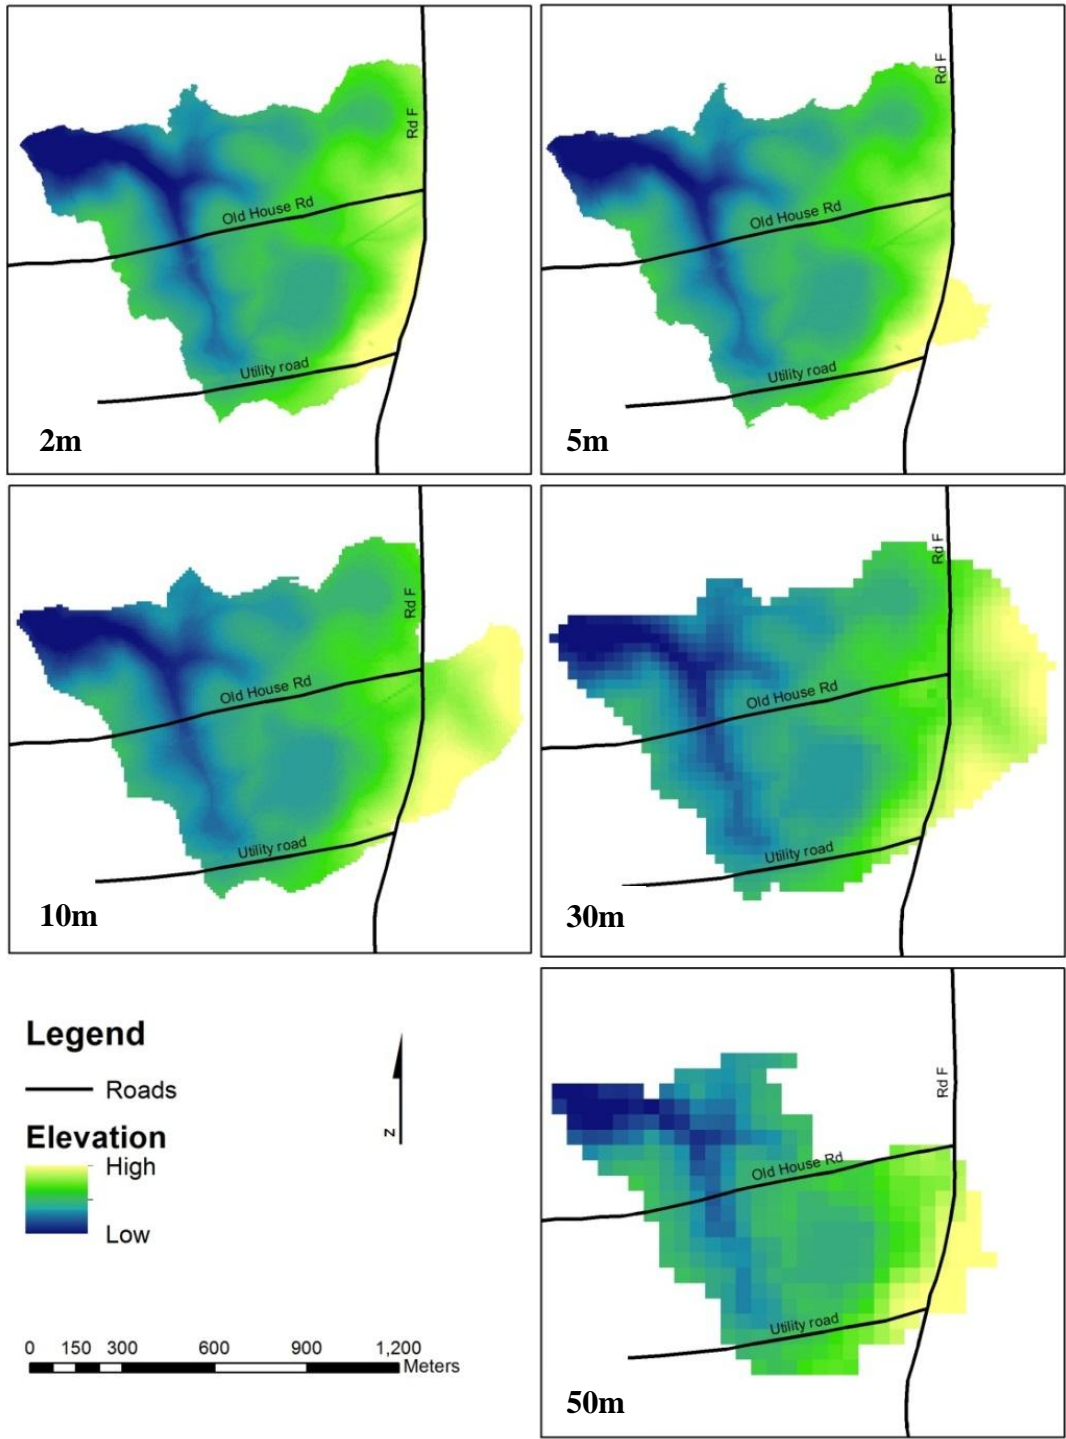 Rd F
Old House Rd
Utility road
2m
Rd F
Old House Rd
Utility road
5m
Rd F
Old House Rd
Utility road
10m
Rd F
Old House Rd
Utility road
30m
Legend
Roads
Elevation
High
Low
N
0 150 300 600 900 1,200
Meters
Rd F
Old House Rd
Utility road
50m